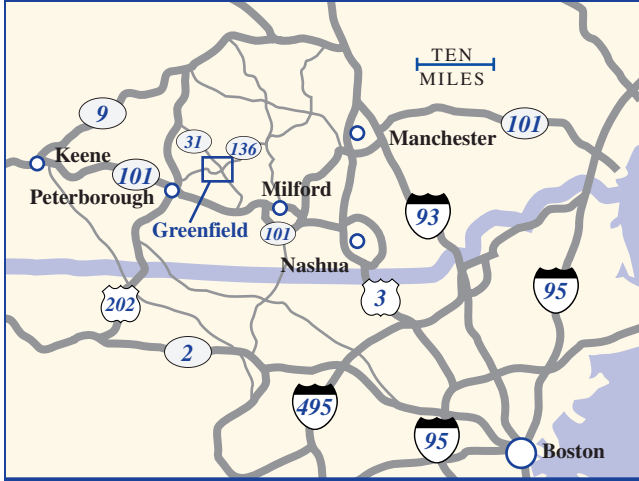 TEN
MILES
9
31
136
101
Manchester
Keene
101
Peterborough
Milford
Greenfield
101
93
Nashua
95
202
3
2
495
95
Boston